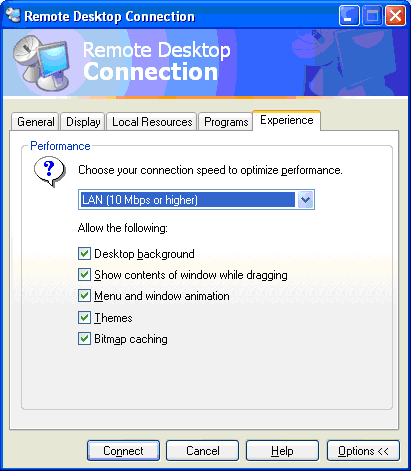 Remote Desktop Connection
Remote Desktop
Connection
General Display Local Resources Programs Experience
Performance
Choose your connection speed to optimize performance.
LAN (10 Mbps or higher)
Allow the following:
Desktop background
Show contents of window while dragging
Menu and window animation
Themes
Bitmap caching
Connect Cancel Help Options <<